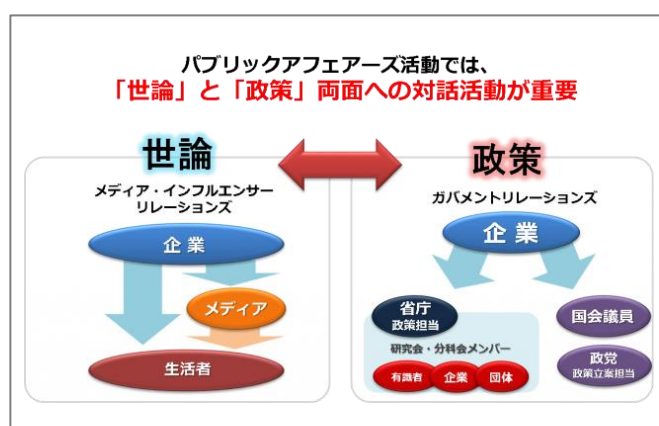 パブリックアフェアーズ活動では、
「世論」と「政策」両面への対話活動が重要
世論
メディア・インフルエンサー
リレーションズ
企業
メディア
生活者
政策
ガバメントリレーションズ
企業
省庁
政策担当
研究会・分科会メンバー
有識者
企業
団体
国会議員
政党
政策立案担当